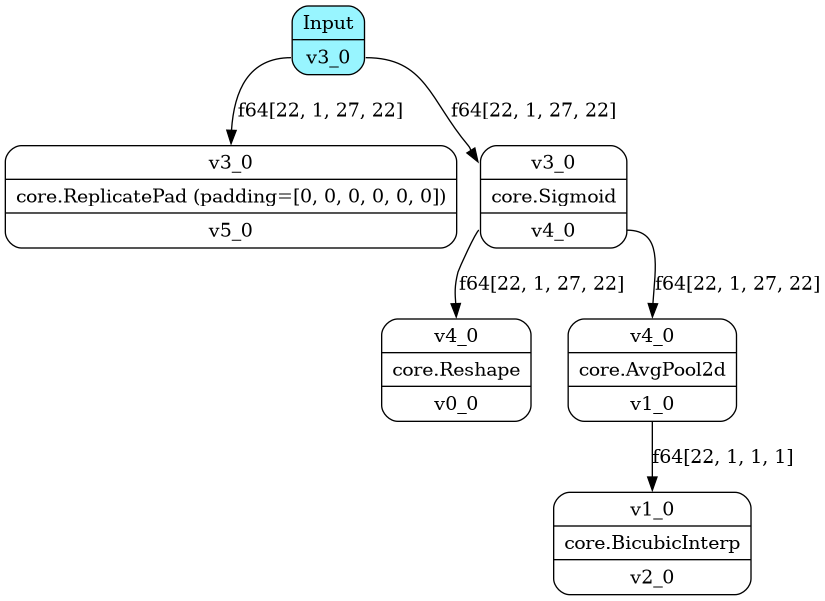 Input
v3_0
f64[22, 1, 27, 22]
f64[22, 1, 27, 22]
v3_0
core.ReplicatePad (padding=[0, 0, 0, 0, 0, 0])
v5_0
v3_0
core.Sigmoid
v4_0
f64[22, 1, 27, 22]
f64[22, 1, 27, 22]
v4_0
core.Reshape
v0_0
v4_0
core.AvgPool2d
v1_0
f64[22, 1, 1, 1]
v1_0
core.BicubicInterp
v2_0